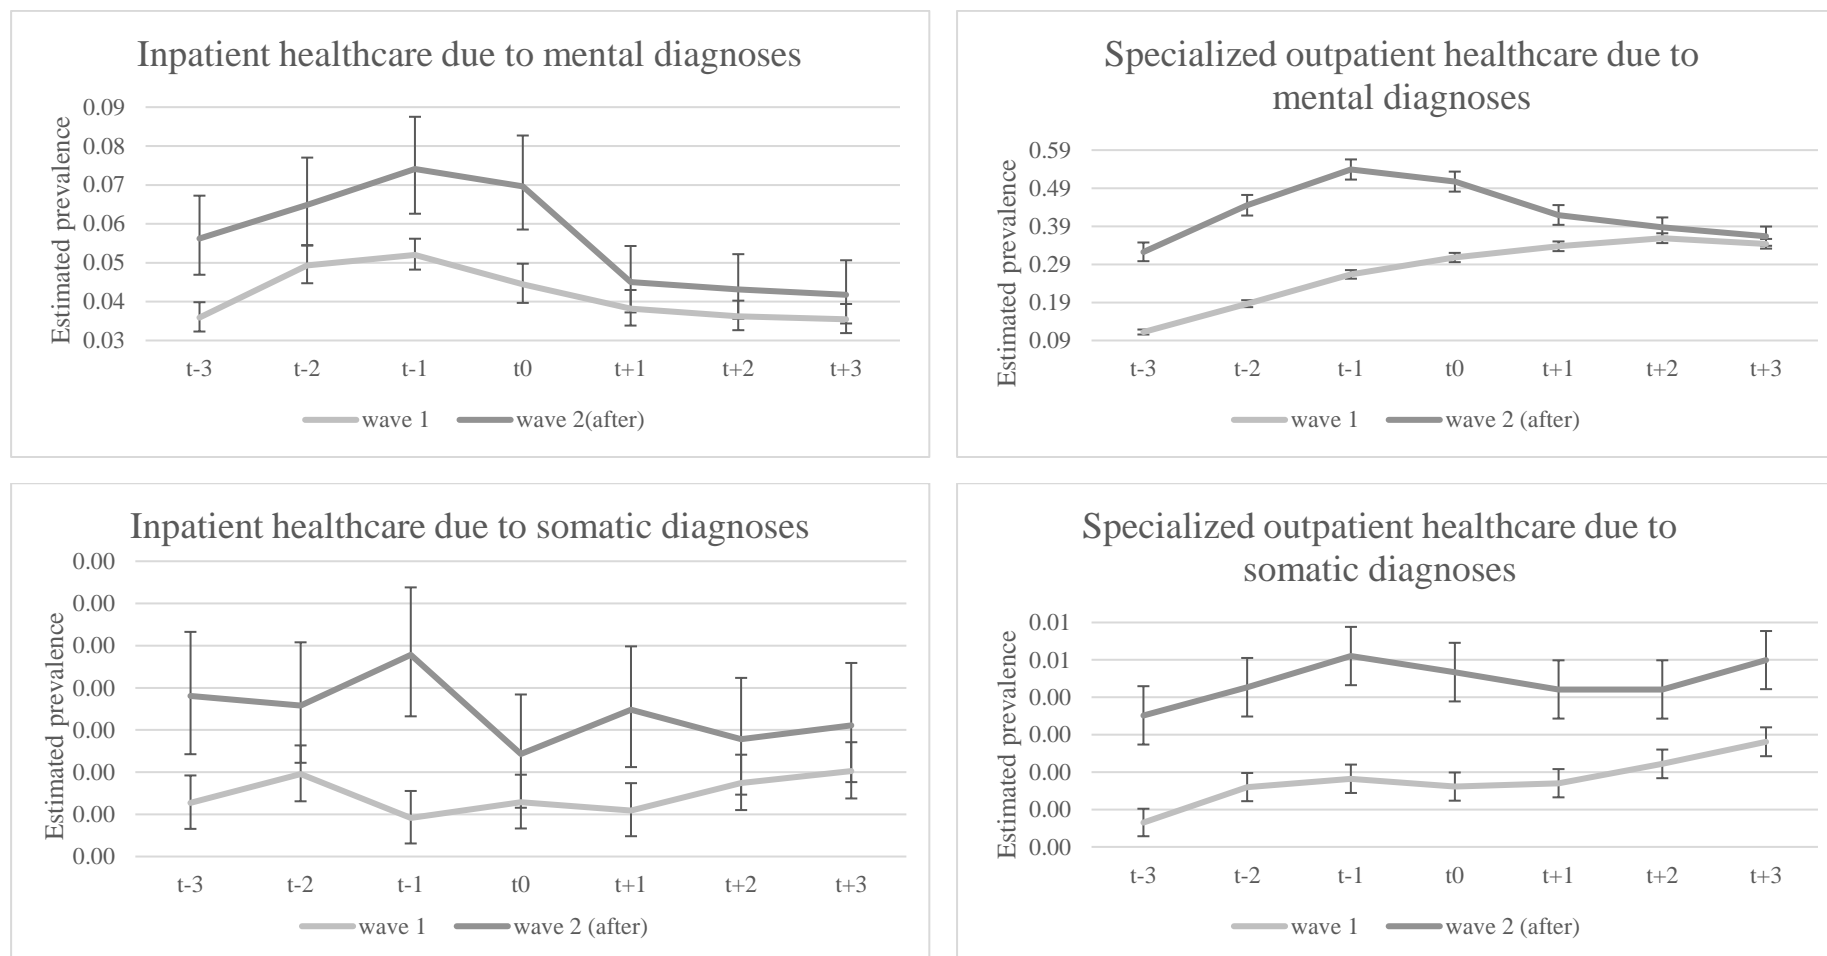 Inpatient healthcare due to mental diagnoses
Estimated prevalence
0.09
0.08
0.07
0.06
0.05
0.04
0.03
t-3 t-2 t-1 t0 t+1 t+2 t+3
wave 1 wave 2(after)
Specialized outpatient healthcare due to
mental diagnoses
Estimated prevalence
0.59
0.49
0.39
0.29
0.19
0.09
t-3 t-2 t-1 t0 t+1 t+2 t+3
wave 1 wave 2 (after)
Inpatient healthcare due to somatic diagnoses
Estimated prevalence
0.00
0.00
0.00
0.00
0.00
0.00
0.00
0.00
t-3 t-2 t-1 t0 t+1 t+2 t+3
wave 1 wave 2 (after)
Specialized outpatient healthcare due to
somatic diagnoses
Estimated prevalence
0.01
0.01
0.00
0.00
0.00
0.00
0.00
t-3 t-2 t-1 t0 t+1 t+2 t+3
wave 1 wave 2 (after)